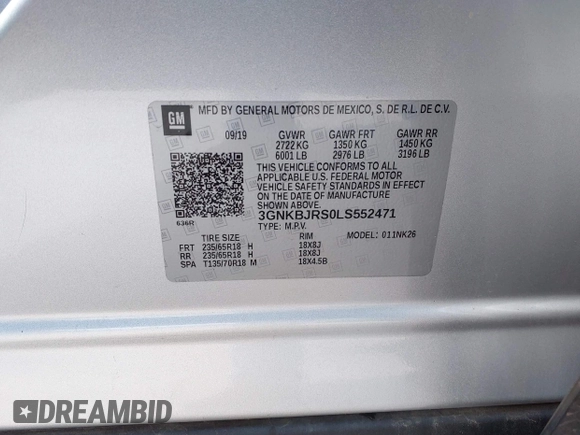 GM MFD BY GENERAL MOTORS DE MEXICO, S. DE R.L. DE C.V.
09/19 GVWR GAWR FRT GAWR RR
2722 KG 1350 KG 1450 KG
6001 LB 2976 LB 3196 LB
THIS VEHICLE CONFORMS TO ALL
APPLICABLE U.S. FEDERAL MOTOR
VEHICLE SAFETY STANDARDS IN EFFECT
ON THE DATE OF MANUFACTURE
SHOWN ABOVE.
3GNKBJRS0LS552471
636R TYPE: M.P.V.
TIRE SIZE RIM MODEL: 011NK26
FRT 235/65R18 H 18X8J
RR 235/65R18 H 18X8J
SPA T135/70R18 M 18X4.5B
DREAMBID